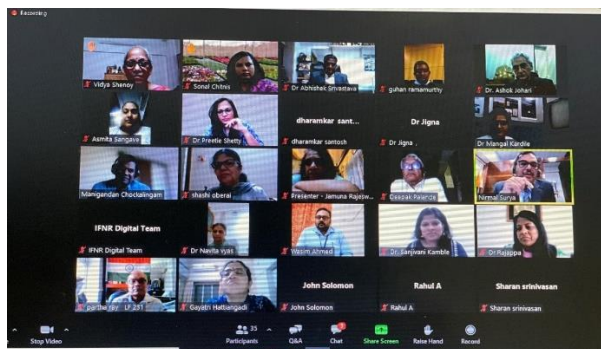 Recording
Vidya Shenoy
Sonal Chitnis
Dr Abhishek Srivastava
guhan ramamurthy
Dr. Ashok Johari
Asmita Sangave
Dr.Preetie Shetty
dharamkar sant...
dharamkar santosh
Dr Jigna
Dr Jigna .
Dr Mangal Kardile
Manigandan Chockalingam
shashi oberai
Presenter - Jamuna Rajesw...
Deepak Palande
Nirmal Surya
IFNR Digital Team
IFNR Digital Team
Dr Navita vyas
Wasim Ahmad
Dr. Sanjivani Kamble
Dr Rajappa
partha ray LF 251
Gayatri Hattiangadi
John Solomon
John Solomon
Rahul A
Rahul A
Sharan srinivasan
Sharan srinivasan
Stop Video
35
Participants
Q&A
Chat
Share Screen
Raise Hand
Record